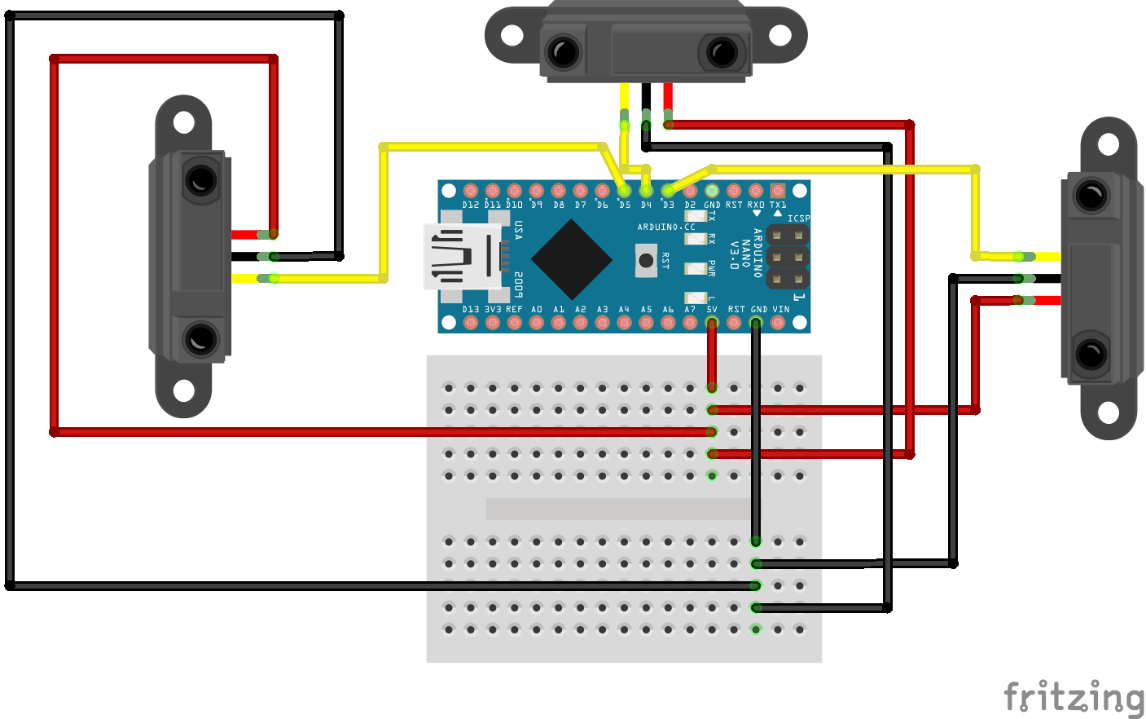 D12 D11 D10 D9 D8 D7 D6 D5 D4 D3 D2 GND RST RX0 TX1
TX
RX
PWR
L
USA
2009
ARDUINO.CC
RST
ARDUINO
NANO
V3.0
ICSP
1
D13 3V3 REF A0 A1 A2 A3 A4 A5 A6 A7 5V RST GND VIN
fritzing